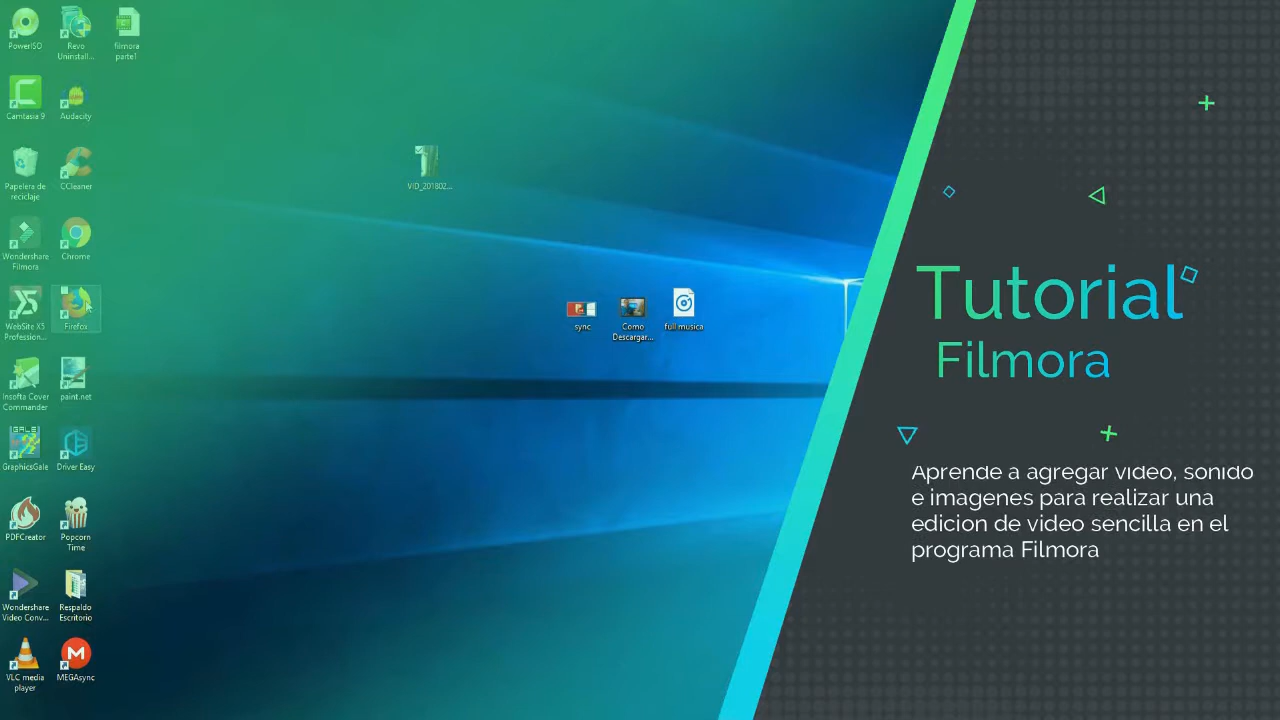 PowerISO
Revo
Uninstall...
filmora
parte1
Camtasia 9
Audacity
Papelera de
reciclaje
CCleaner
Wondershare
Filmora
Chrome
WebSite X5
Profession...
Firefox
Insofta Cover
Commander
paint.net
GALE
GraphicsGale
Driver Easy
PDFCreator
Popcorn
Time
Wondershare
Video Conv...
Respaldo
Escritorio
VLC media
player
MEGAsync
VID_201802...
sync
Como
Descargar...
full musica
Tutorial
Filmora
Aprende a agregar video, sonido
e imagenes para realizar una
edicion de video sencilla en el
programa Filmora